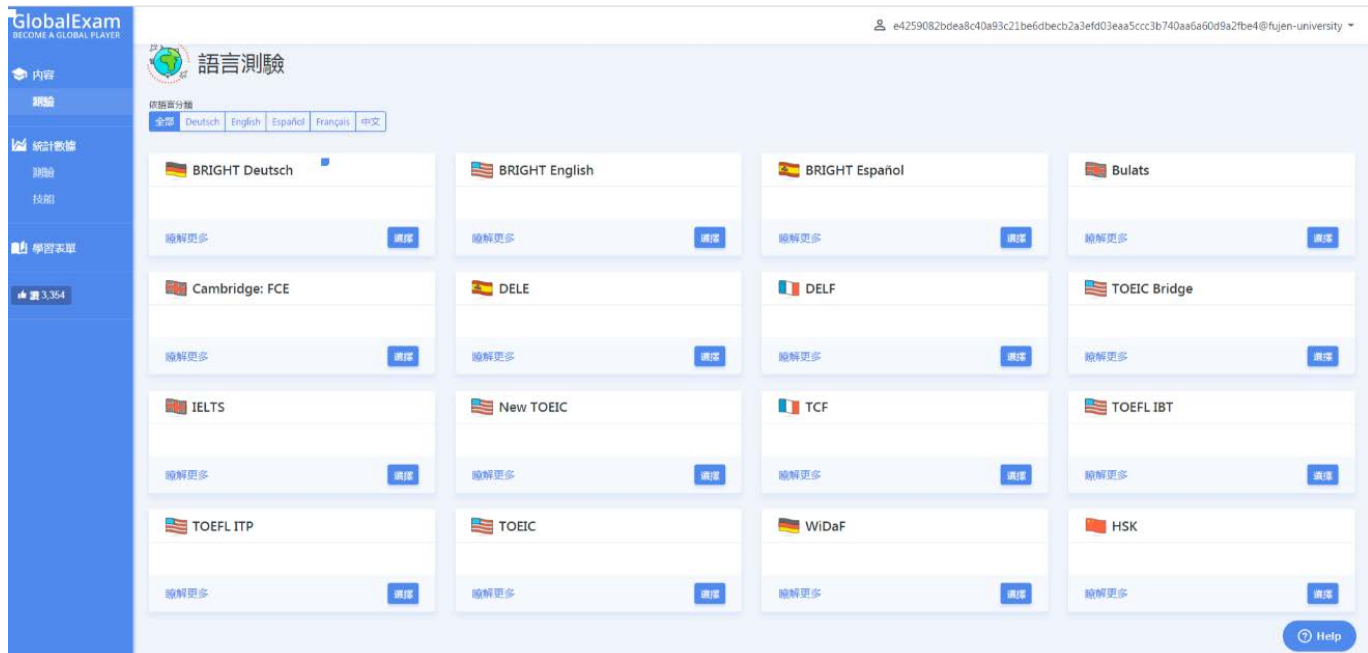 GlobalExam
BECOME A GLOBAL PLAYER
e4259082bdea8c40a93c21be6dbecb2a3efd03eaa5ccc3b740aa6a60d9a2fbe4@fujen-university
內容
測驗
統計數據
測驗
技能
學習表單
讚 3,354
語言測驗
依語言分類
全部 Deutsch English Español Français 中文
BRIGHT Deutsch BRIGHT English BRIGHT Español Bulats
瞭解更多 選擇 瞭解更多 選擇 瞭解更多 選擇 瞭解更多 選擇
Cambridge: FCE DELE DELF TOEIC Bridge
瞭解更多 選擇 瞭解更多 選擇 瞭解更多 選擇 瞭解更多 選擇
IELTS New TOEIC TCF TOEFL IBT
瞭解更多 選擇 瞭解更多 選擇 瞭解更多 選擇 瞭解更多 選擇
TOEFL ITP TOEIC WiDaF HSK
瞭解更多 選擇 瞭解更多 選擇 瞭解更多 選擇 瞭解更多 選擇
Help